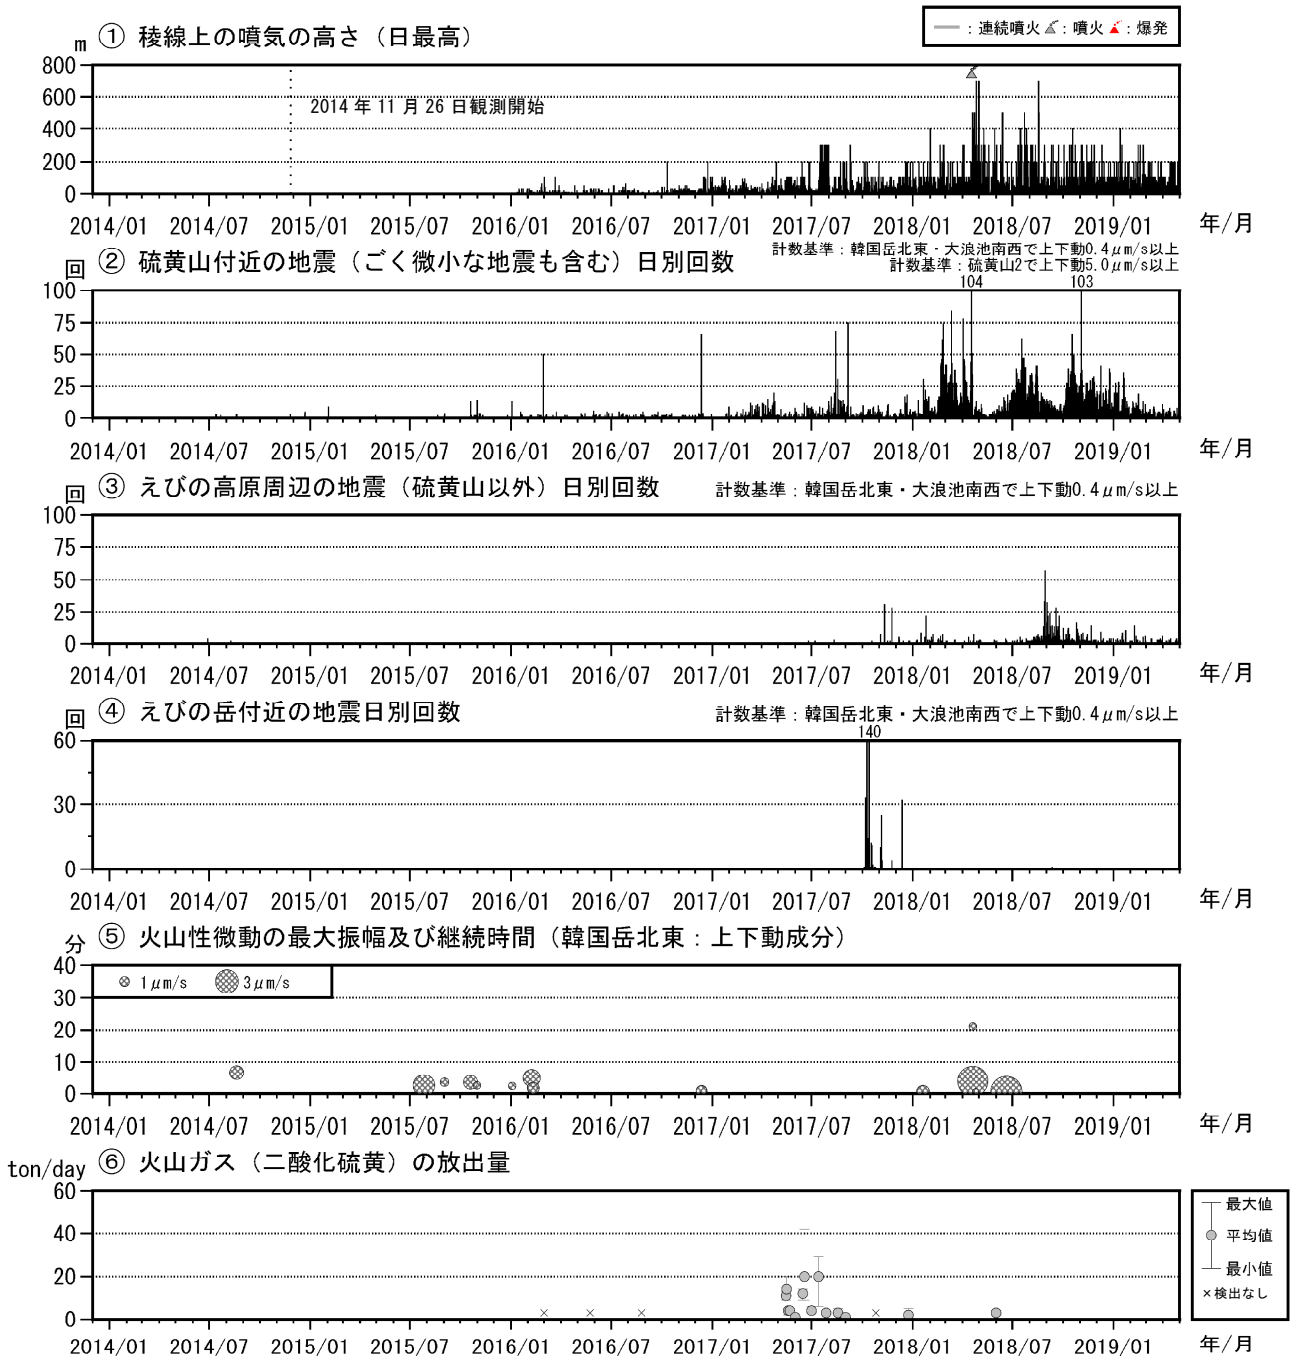 m ① 稜線上の噴気の高さ（日最高）
：連続噴火 ：噴火 ：爆発
800
600
400
200
0
2014 年 11 月 26 日観測開始
2014/01 2014/07 2015/01 2015/07 2016/01 2016/07 2017/01 2017/07 2018/01 2018/07 2019/01 年/月
回 ② 硫黄山付近の地震（ごく微小な地震も含む）日別回数
計数基準：韓国岳北東・大浪池南西で上下動0.4μm/s以上
計数基準：硫黄山2で上下動5.0μm/s以上
104 103
100
75
50
25
0
2014/01 2014/07 2015/01 2015/07 2016/01 2016/07 2017/01 2017/07 2018/01 2018/07 2019/01 年/月
回 ③ えびの高原周辺の地震（硫黄山以外）日別回数 計数基準：韓国岳北東・大浪池南西で上下動0.4μm/s以上
100
75
50
25
0
2014/01 2014/07 2015/01 2015/07 2016/01 2016/07 2017/01 2017/07 2018/01 2018/07 2019/01 年/月
回 ④ えびの岳付近の地震日別回数 計数基準：韓国岳北東・大浪池南西で上下動0.4μm/s以上
140
60
30
0
2014/01 2014/07 2015/01 2015/07 2016/01 2016/07 2017/01 2017/07 2018/01 2018/07 2019/01 年/月
分 ⑤ 火山性微動の最大振幅及び継続時間（韓国岳北東：上下動成分）
40
1μm/s 3μm/s
30
20
10
0
2014/01 2014/07 2015/01 2015/07 2016/01 2016/07 2017/01 2017/07 2018/01 2018/07 2019/01 年/月
ton/day ⑥ 火山ガス（二酸化硫黄）の放出量
60
40
20
0
最大値
平均値
最小値
×検出なし
2014/01 2014/07 2015/01 2015/07 2016/01 2016/07 2017/01 2017/07 2018/01 2018/07 2019/01 年/月